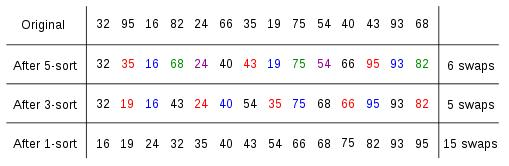 Original 32 95 16 82 24 66 35 19 75 54 40 43 93 68
After 5-sort 32 35 16 68 24 40 43 19 75 54 66 95 93 82 6 swaps
After 3-sort 32 19 16 43 24 40 54 35 75 68 66 95 93 82 5 swaps
After 1-sort 16 19 24 32 35 40 43 54 66 68 75 82 93 95 15 swaps